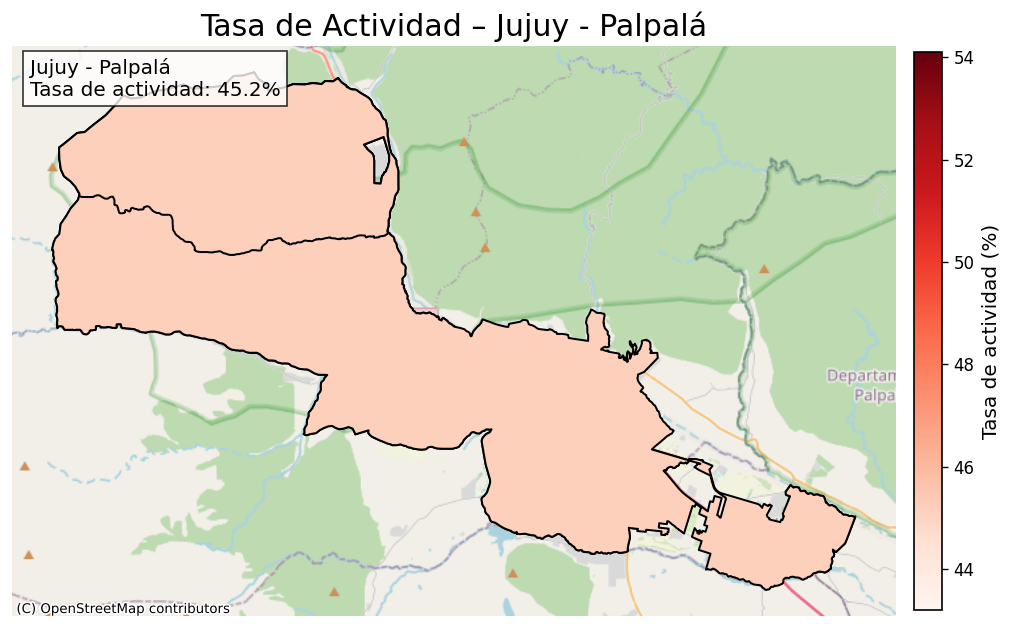 Tasa de Actividad – Jujuy - Palpalá
Jujuy - Palpalá
Tasa de actividad: 45.2%
54
52
50
48
46
44
Tasa de actividad (%)
Departam
Palpa
(C) OpenStreetMap contributors